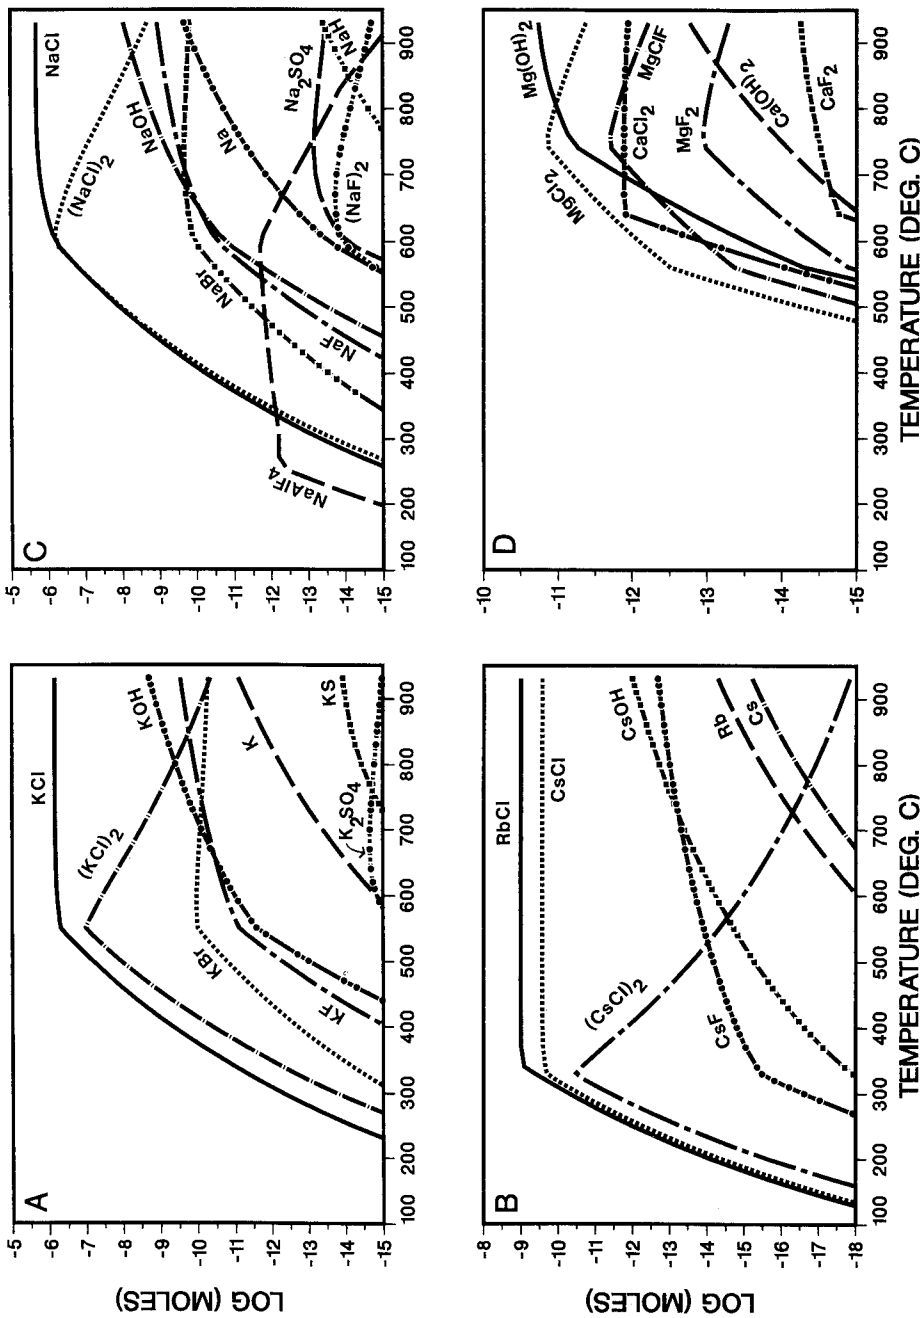 A
-5
-6
-7
-8
-9
-10
-11
-12
-13
-14
-15
LOG (MOLES)
100
200
300
400
500
600
700
800
900
KCl
(KCl)2
KOH
KBr
KF
K
K2SO4
KS
C
-5
-6
-7
-8
-9
-10
-11
-12
-13
-14
-15
100
200
300
400
500
600
700
800
900
NaCl
(NaCl)2
NaOH
Na
NaBr
NaF
NaAlF4
Na2SO4
NaH
(NaF)2
B
-8
-9
-10
-11
-12
-13
-14
-15
-16
-17
-18
LOG (MOLES)
100
200
300
400
500
600
700
800
900
TEMPERATURE (DEG. C)
RbCl
CsCl
(CsCl)2
CsF
CsOH
Rb
Cs
D
-10
-11
-12
-13
-14
-15
100
200
300
400
500
600
700
800
900
TEMPERATURE (DEG. C)
Mg(OH)2
MgCl2
MgClF
CaCl2
MgF2
Ca(OH)2
CaF2